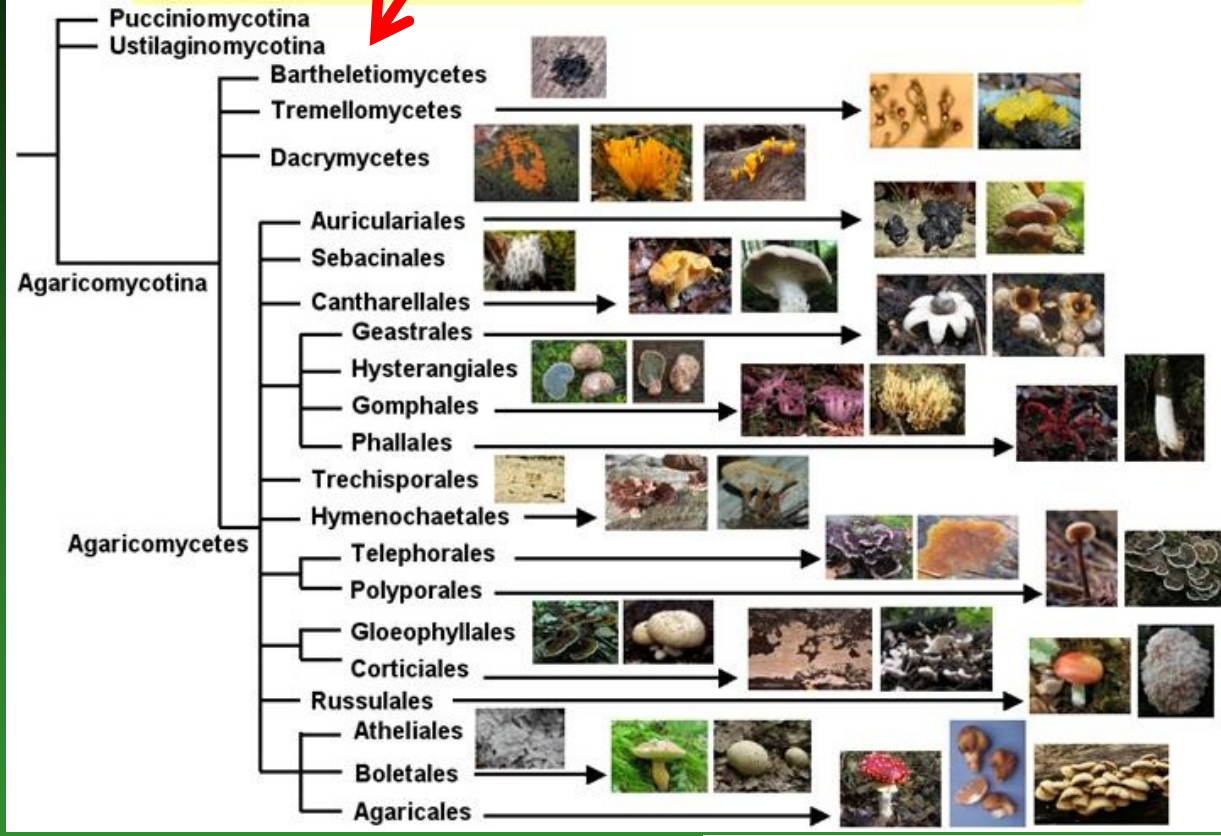 Pucciniomycotina
Ustilaginomycotina
Bartheletiomycetes
Tremellomycetes
Dacrymycetes
Auriculariales
Sebacinales
Agaricomycotina
Cantharellales
Geastrales
Hysterangiales
Gomphales
Phallales
Trechisporales
Hymenochaetales
Agaricomycetes
Telephorales
Polyporales
Gloeophyllales
Corticiales
Russulales
Atheliales
Boletales
Agaricales